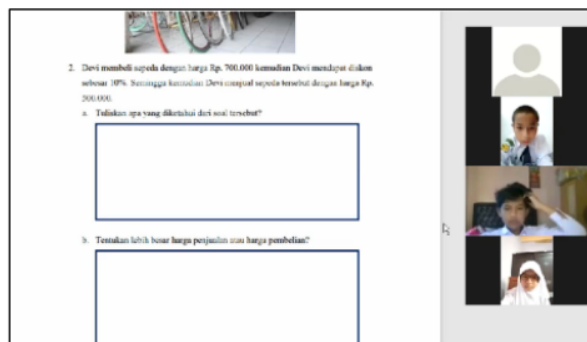 2. Devi membeli sepeda dengan harga Rp. 700.000 kemudian Devi mendapat diskon
sebesar 10%. Seminggu kemudian Devi menjual sepeda tersebut dengan harga Rp.
500.000.
a. Tuliskan apa yang diketahui dari soal tersebut?
b. Tentukan lebih besar harga penjualan atau harga pembelian?